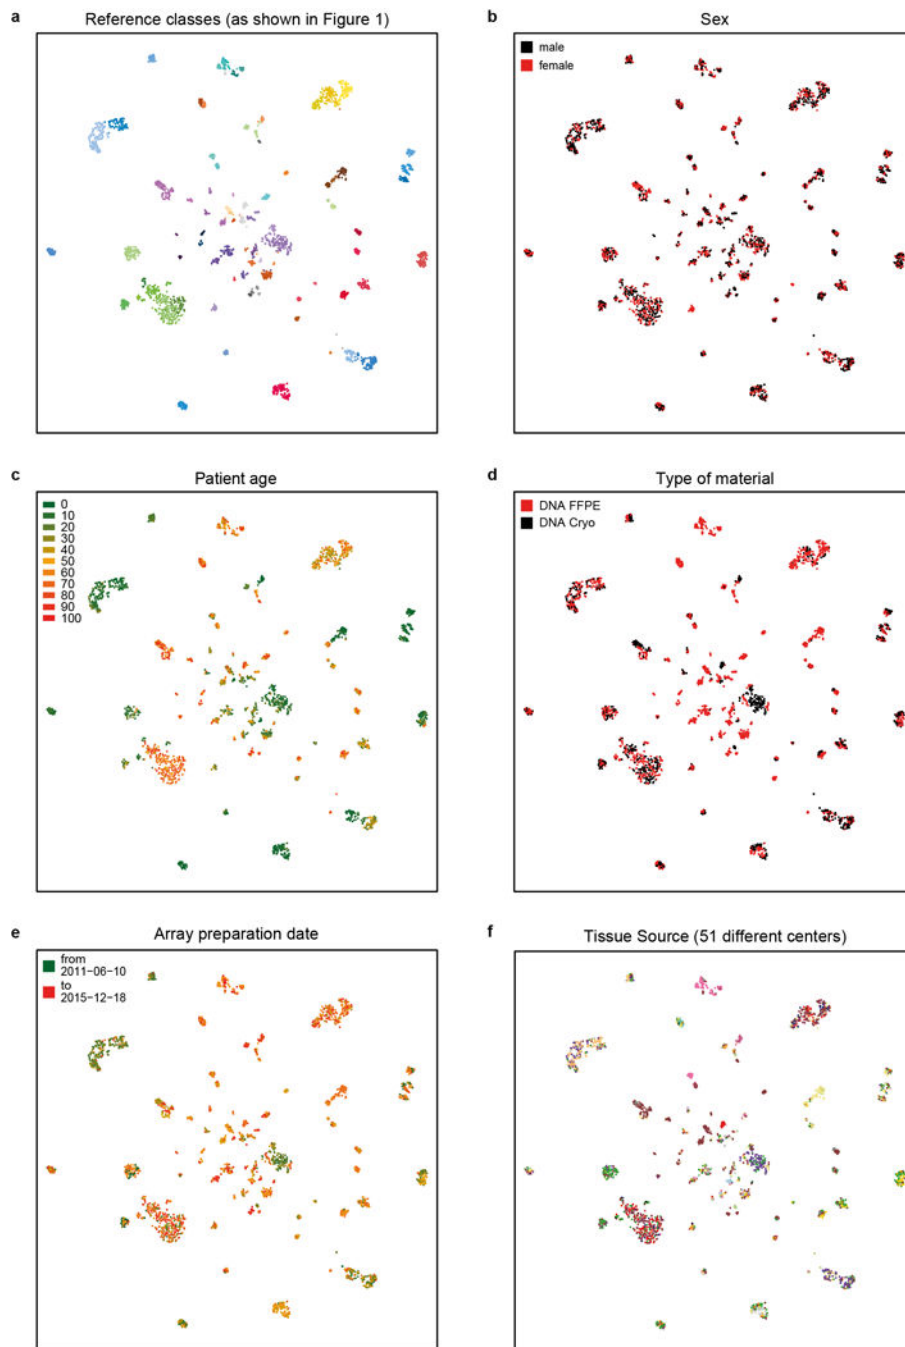 a Reference classes (as shown in Figure 1)
b Sex
male
female
c Patient age
0
10
20
30
40
50
60
70
80
90
100
d Type of material
DNA FFPE
DNA Cryo
e Array preparation date
from
2011−06−10
to
2015−12−18
f Tissue Source (51 different centers)